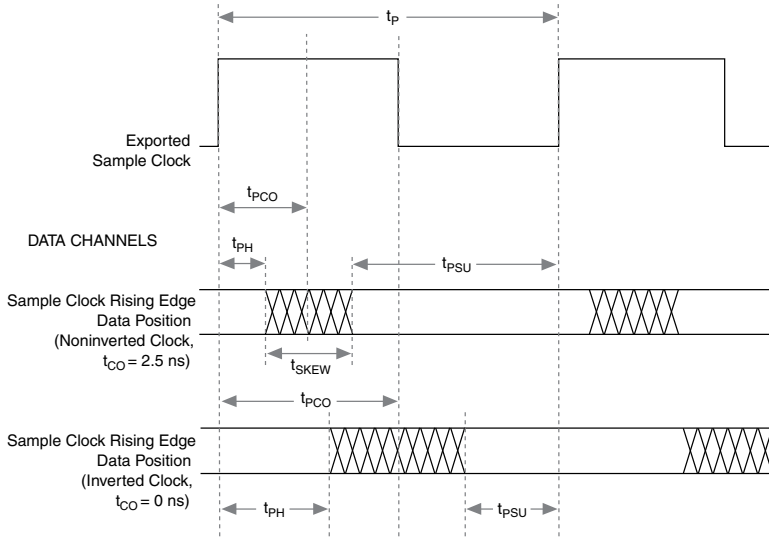 tP
Exported
Sample Clock
tPCO
DATA CHANNELS
tPH
tPSU
Sample Clock Rising Edge
Data Position
(Noninverted Clock,
tCO = 2.5 ns)
tSKEW
tPCO
Sample Clock Rising Edge
Data Position
(Inverted Clock,
tCO = 0 ns)
tPH
tPSU